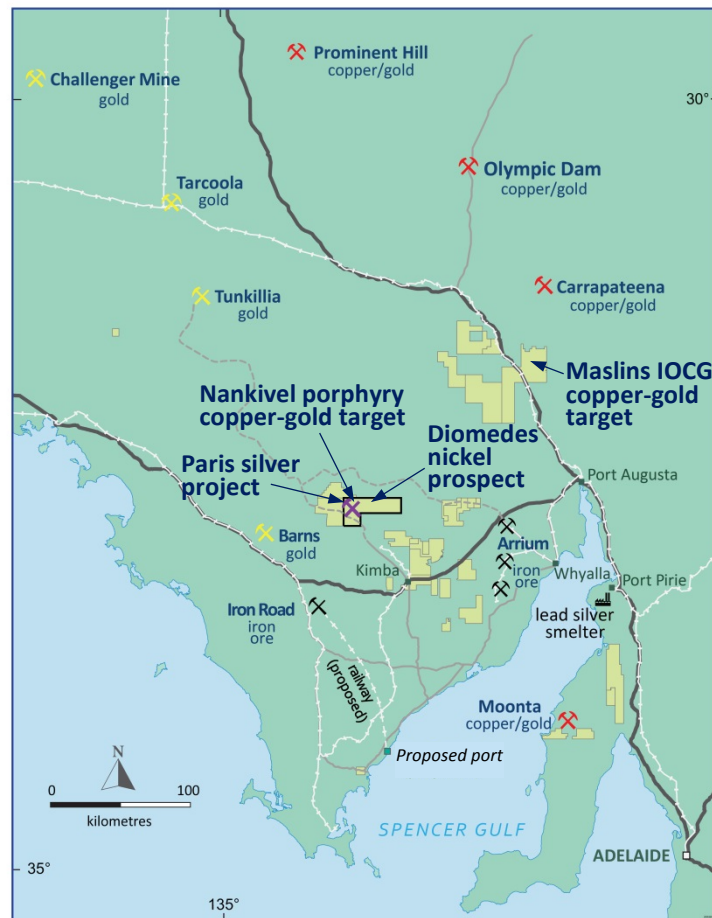 Prominent Hill
copper/gold
Challenger Mine
gold
30°
Olympic Dam
copper/gold
Tarcoola
gold
Carrapateena
copper/gold
Tunkillia
gold
Maslins IOCG
copper-gold
target
Nankivel porphyry
copper-gold target
Diomedes
nickel
prospect
Paris silver
project
Port Augusta
Barns
gold
Arrium
iron
ore
Kimba
Whyalla
Port Pirie
lead silver
smelter
Iron Road
iron
ore
railway
(proposed)
Moonta
copper/gold
Proposed port
N
0 100
kilometres
SPENCER GULF
ADELAIDE
35°
135°